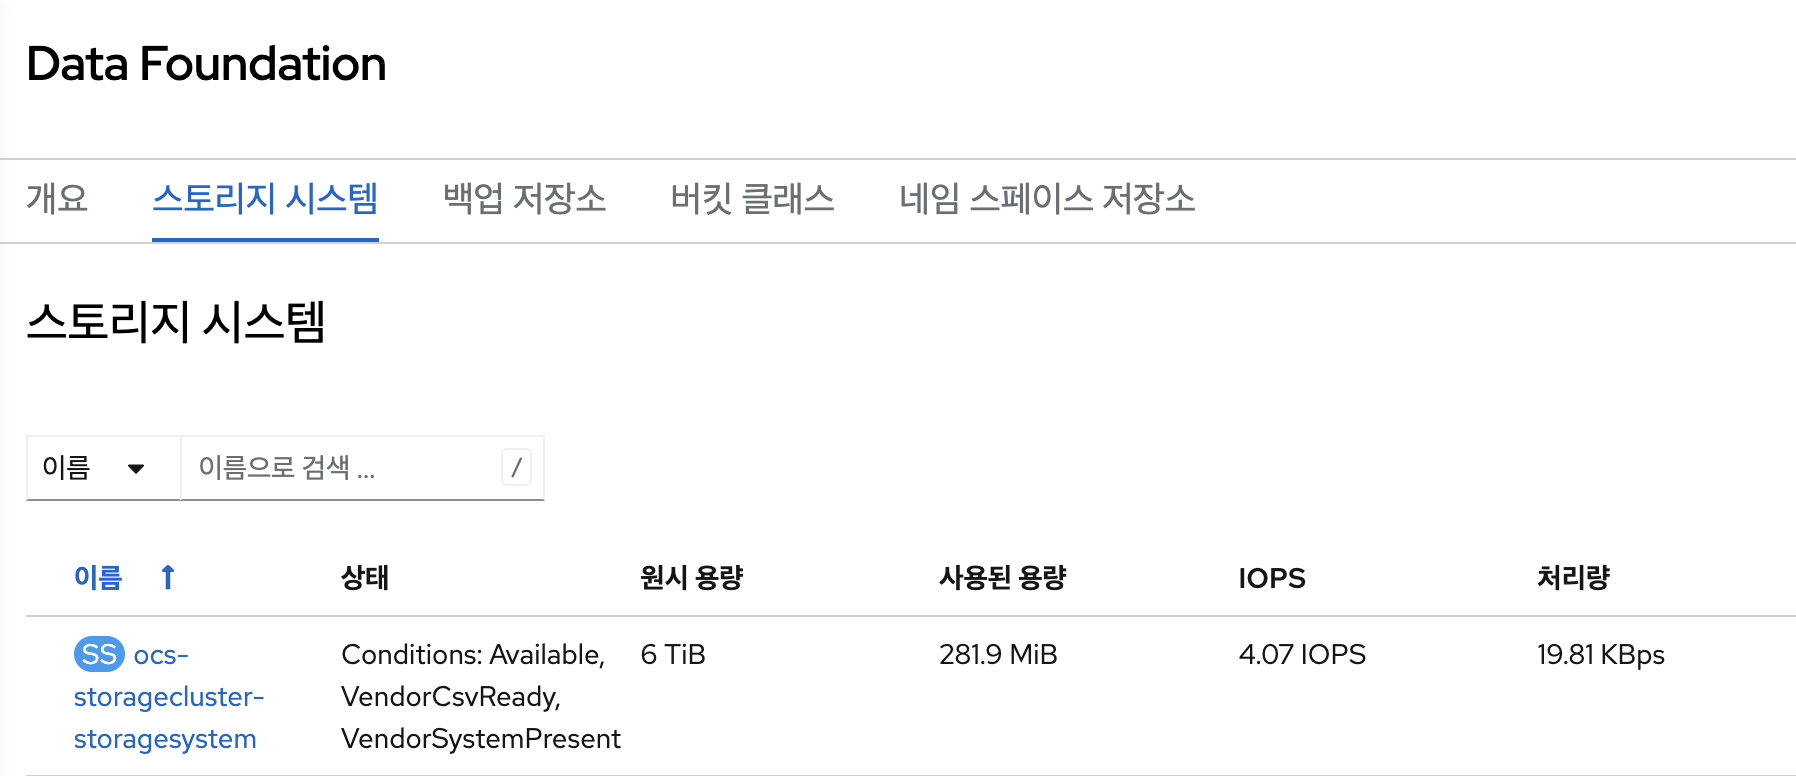 Data Foundation
개요 스토리지 시스템 백업 저장소 버킷 클래스 네임 스페이스 저장소
스토리지 시스템
이름 이름으로 검색 ... /
이름 상태 원시 용량 사용된 용량 IOPS 처리량
SS ocs- Conditions: Available, 6 TiB 281.9 MiB 4.07 IOPS 19.81 KBps
storagecluster- VendorCsvReady,
storagesystem VendorSystemPresent